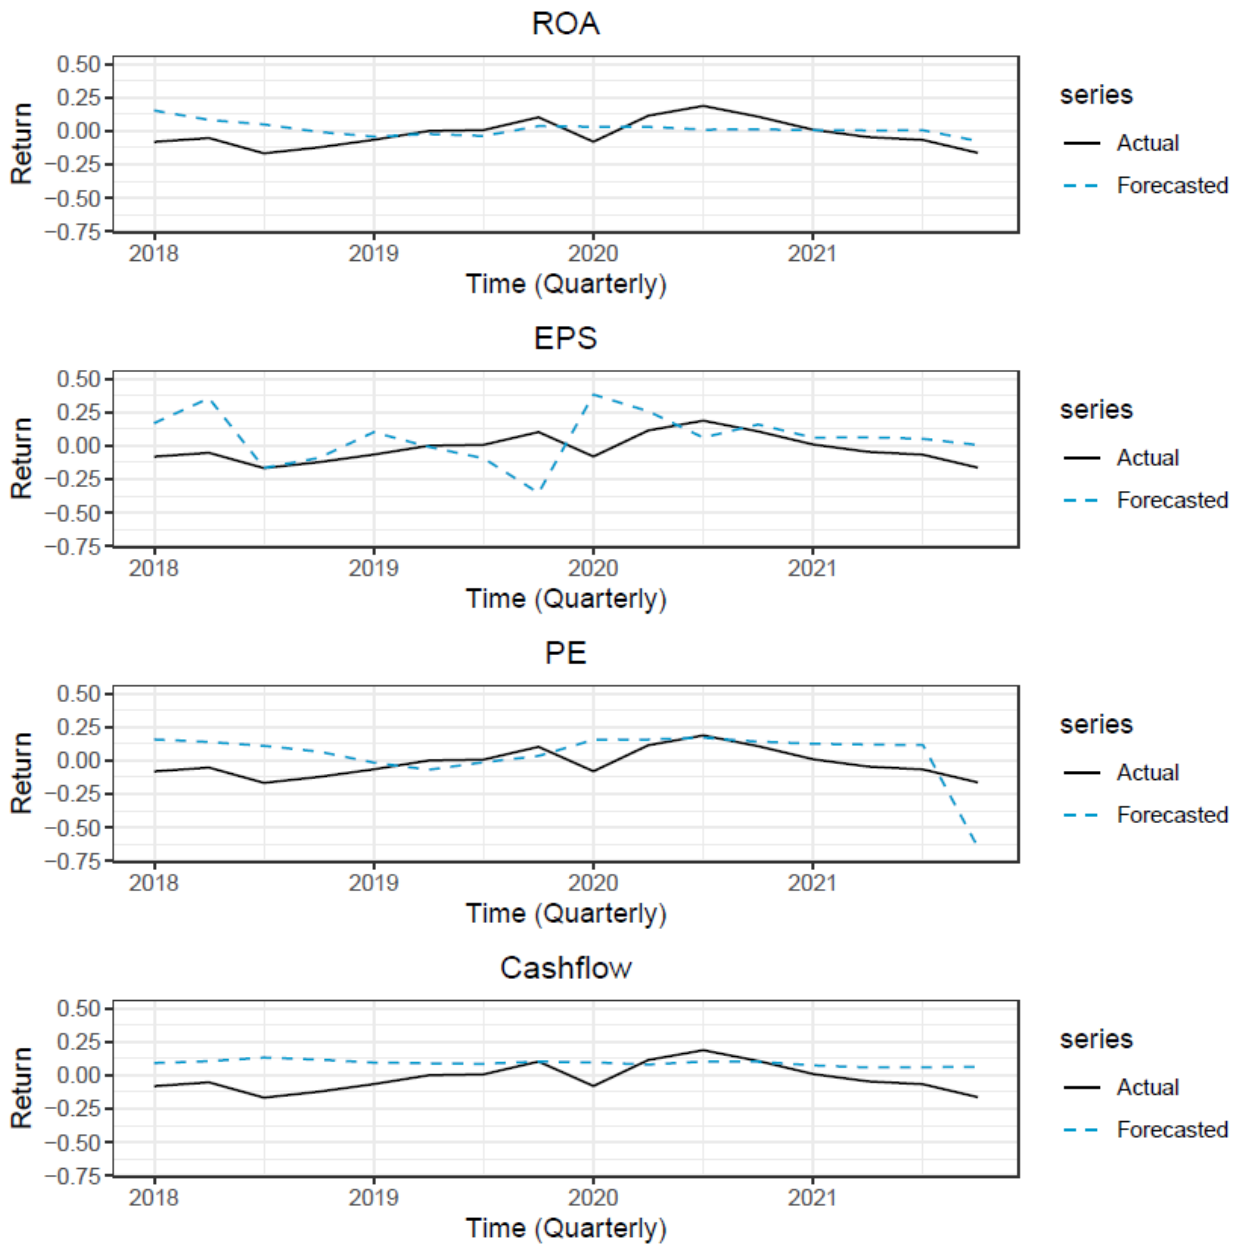 ROA
0.50
0.25
0.00
−0.25
−0.50
−0.75
Return
2018 2019 2020 2021
Time (Quarterly)
series
Actual
Forecasted
EPS
0.50
0.25
0.00
−0.25
−0.50
−0.75
Return
2018 2019 2020 2021
Time (Quarterly)
series
Actual
Forecasted
PE
0.50
0.25
0.00
−0.25
−0.50
−0.75
Return
2018 2019 2020 2021
Time (Quarterly)
series
Actual
Forecasted
Cashflow
0.50
0.25
0.00
−0.25
−0.50
−0.75
Return
2018 2019 2020 2021
Time (Quarterly)
series
Actual
Forecasted